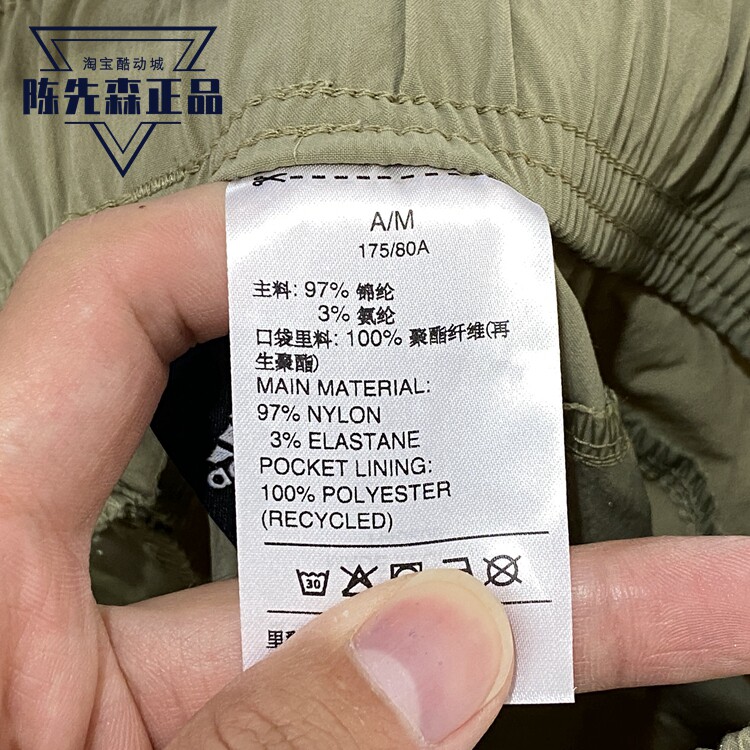 淘宝酷动城
陈先森正品
A/M
175/80A
主料: 97% 锦纶
3% 氨纶
口袋里料: 100% 聚酯纤维(再
生聚酯)
MAIN MATERIAL:
97% NYLON
3% ELASTANE
POCKET LINING:
100% POLYESTER
(RECYCLED)
30